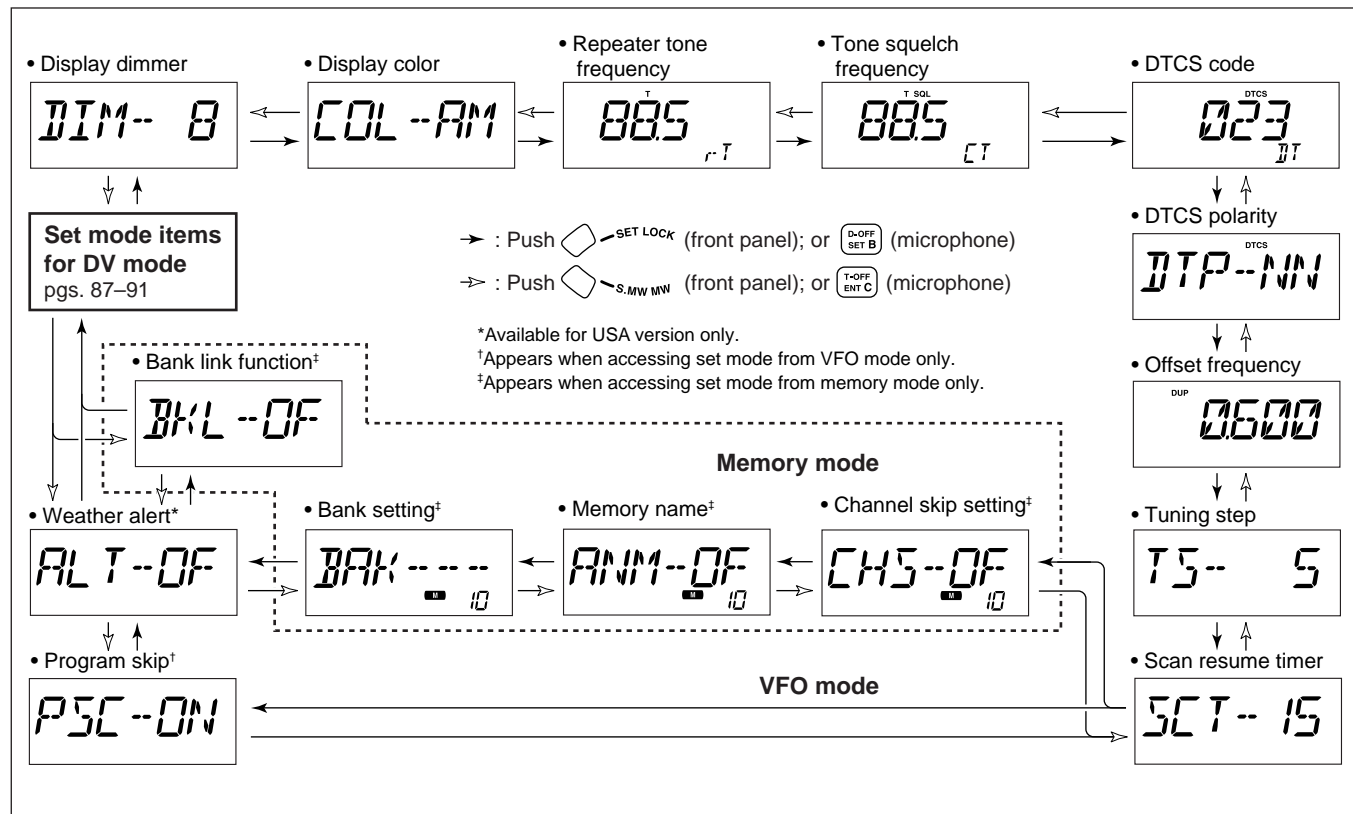 • Display dimmer
DIM-- 8
• Display color
COL--AM
• Repeater tone
frequency
T
88.5
r-T
• Tone squelch
frequency
T SQL
88.5
CT
• DTCS code
DTCS
023
DT
Set mode items
for DV mode
pgs. 87–91
: Push SET LOCK (front panel); or D-OFF SET B (microphone)
: Push S.MW MW (front panel); or T-OFF ENT C (microphone)
*Available for USA version only.
†Appears when accessing set mode from VFO mode only.
‡Appears when accessing set mode from memory mode only.
• DTCS polarity
DTCS
DTP--NN
• Offset frequency
DUP
0.600
• Bank link function‡
BKL--OF
Memory mode
• Weather alert*
ALT--OF
• Bank setting‡
BAK-- - -
M 10
• Memory name‡
ANM--OF
M 10
• Channel skip setting‡
CHS--OF
M 10
• Tuning step
TS-- 5
• Program skip†
PSC--ON
VFO mode
• Scan resume timer
SCT-- 15